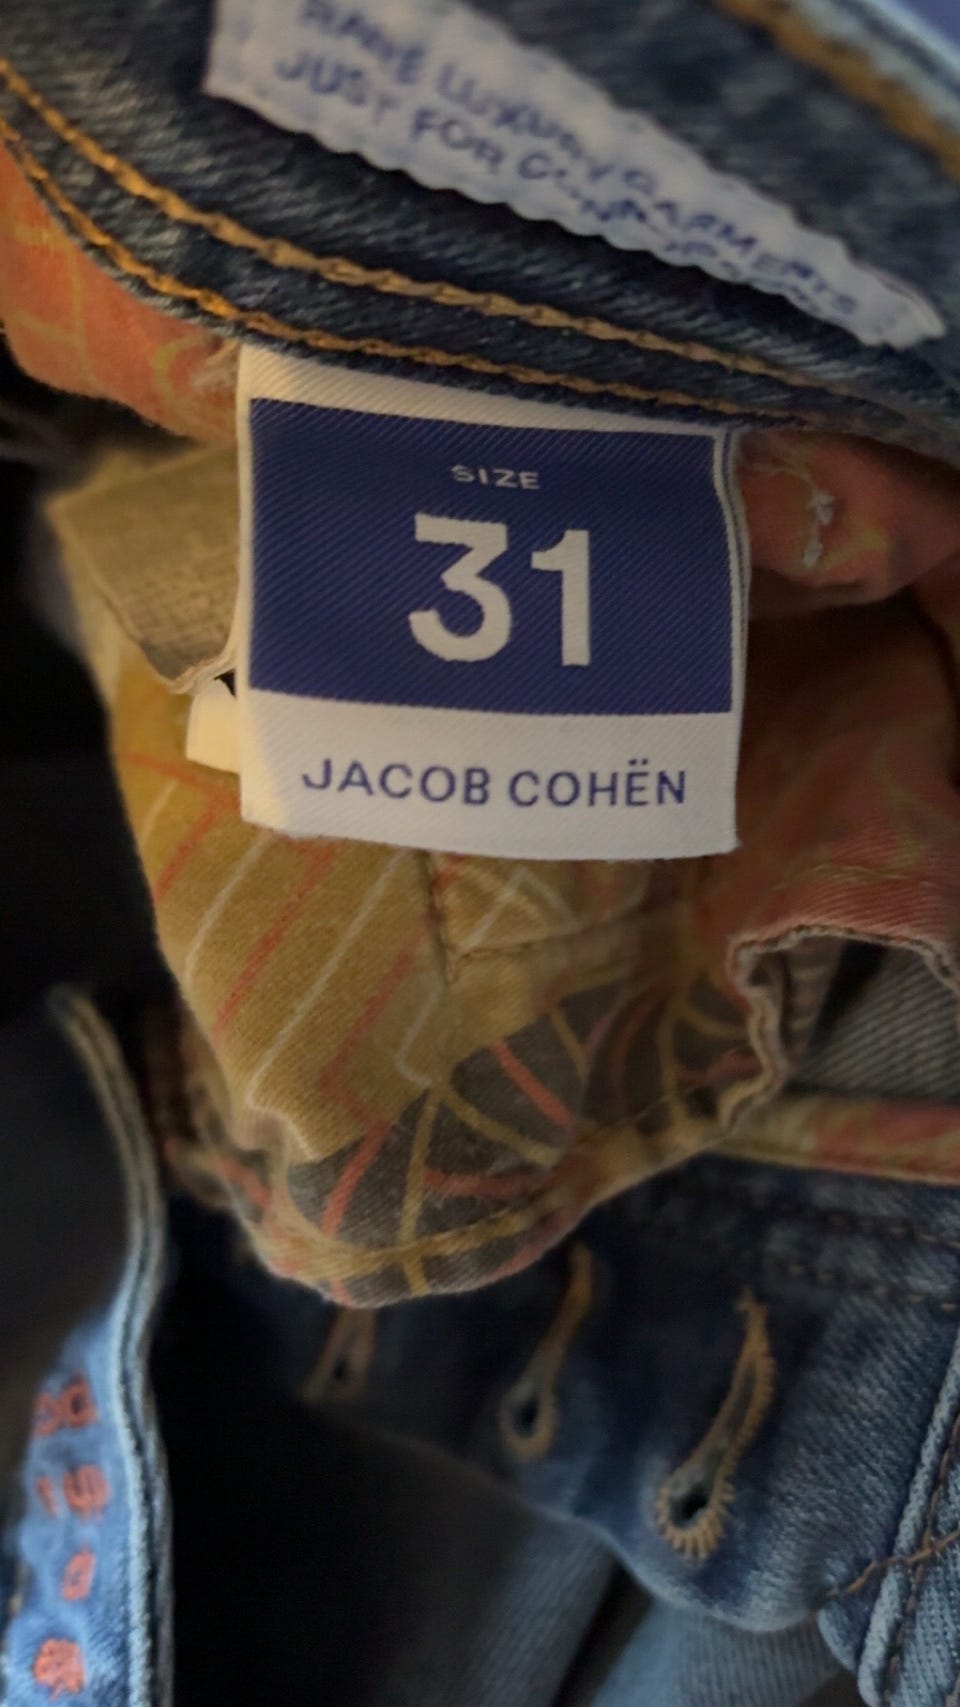 RARE LUXURY GARMENTS
JUST FOR
SIZE
31
JACOB COHËN